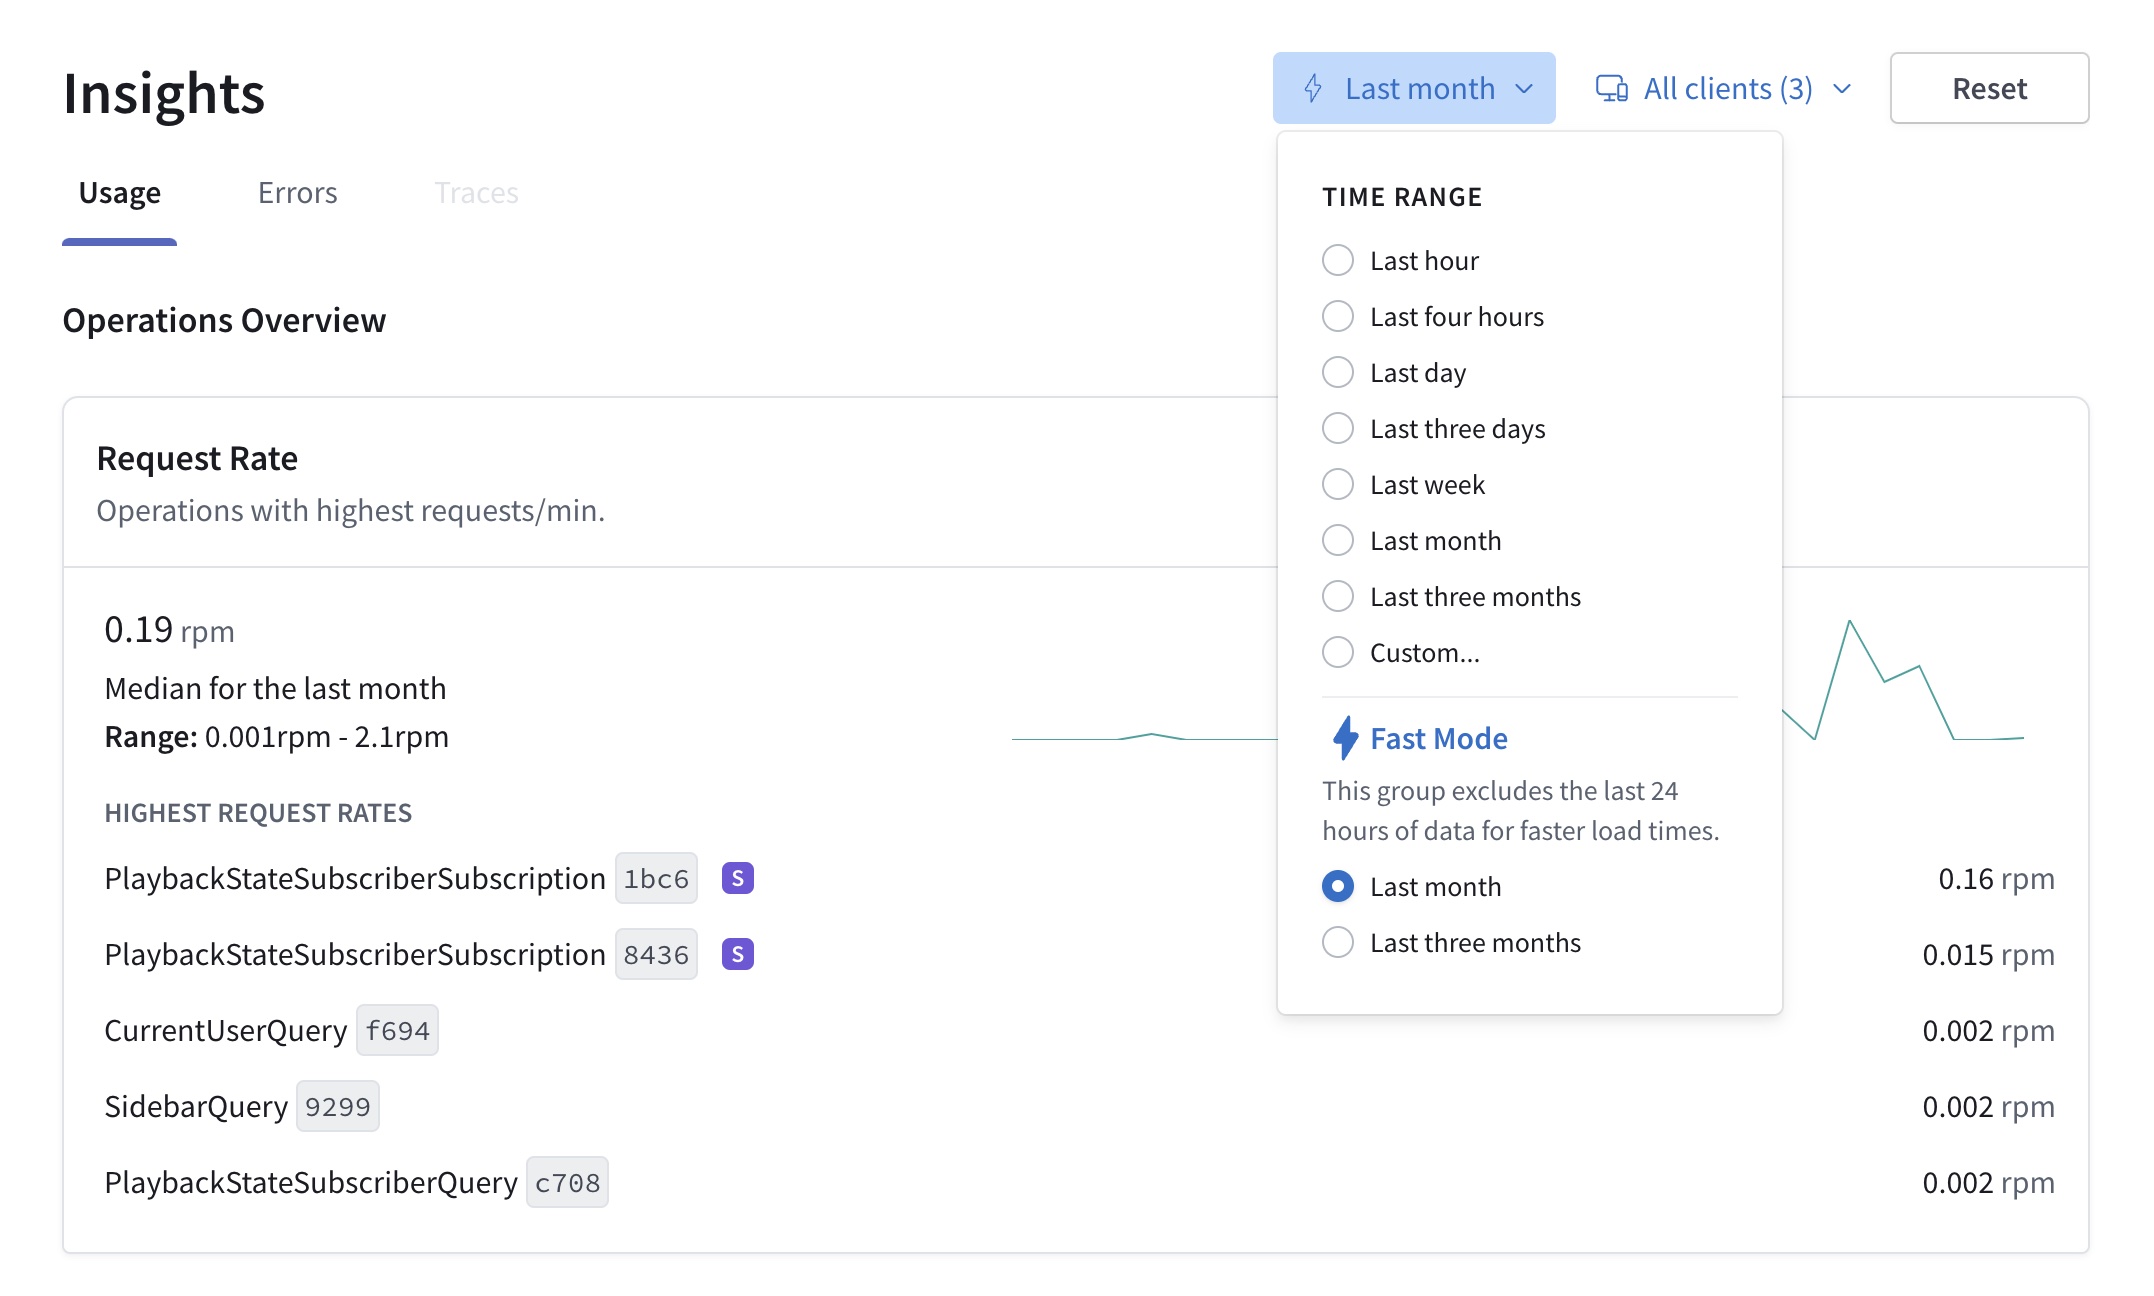 Insights
Last month
All clients (3)
Reset
Usage
Errors
Traces
Operations Overview
TIME RANGE
Last hour
Last four hours
Last day
Last three days
Last week
Last month
Last three months
Custom...
Fast Mode
This group excludes the last 24
hours of data for faster load times.
Last month
Last three months
Request Rate
Operations with highest requests/min.
0.19 rpm
Median for the last month
Range: 0.001rpm - 2.1rpm
HIGHEST REQUEST RATES
PlaybackStateSubscriberSubscription 1bc6 S 0.16 rpm
PlaybackStateSubscriberSubscription 8436 S 0.015 rpm
CurrentUserQuery f694 0.002 rpm
SidebarQuery 9299 0.002 rpm
PlaybackStateSubscriberQuery c708 0.002 rpm